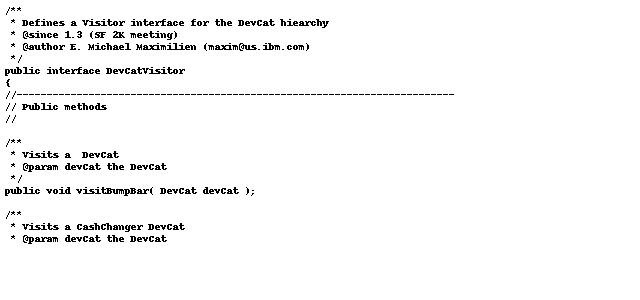 /**
 * Defines a Visitor interface for the DevCat hiearchy
 * @since 1.3 (SF 2K meeting)
 * @author E. Michael Maximilien (maxim@us.ibm.com)
 */
public interface DevCatVisitor
{
//-------------------------------------------------------------------------
// Public methods
//
/**
 * Visits a  DevCat
 * @param devCat the DevCat
 */
public void visitBumpBar( DevCat devCat );
/**
 * Visits a CashChanger DevCat
 * @param devCat the DevCat